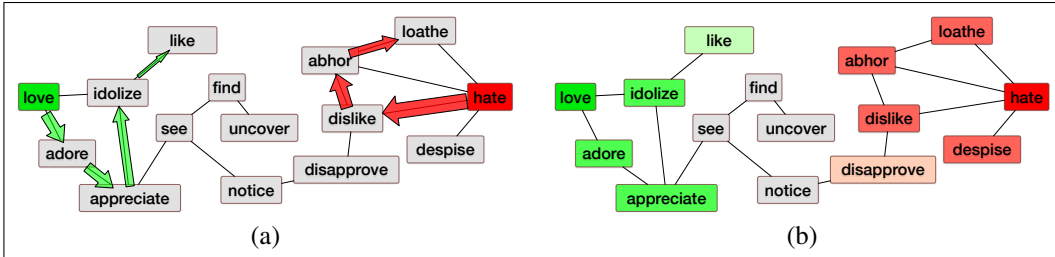 like
loathe
abhor
love
idolize
find
hate
see
uncover
dislike
adore
despise
notice
disapprove
appreciate
(a)
like
loathe
abhor
love
idolize
find
hate
see
uncover
dislike
adore
despise
notice
disapprove
appreciate
(b)